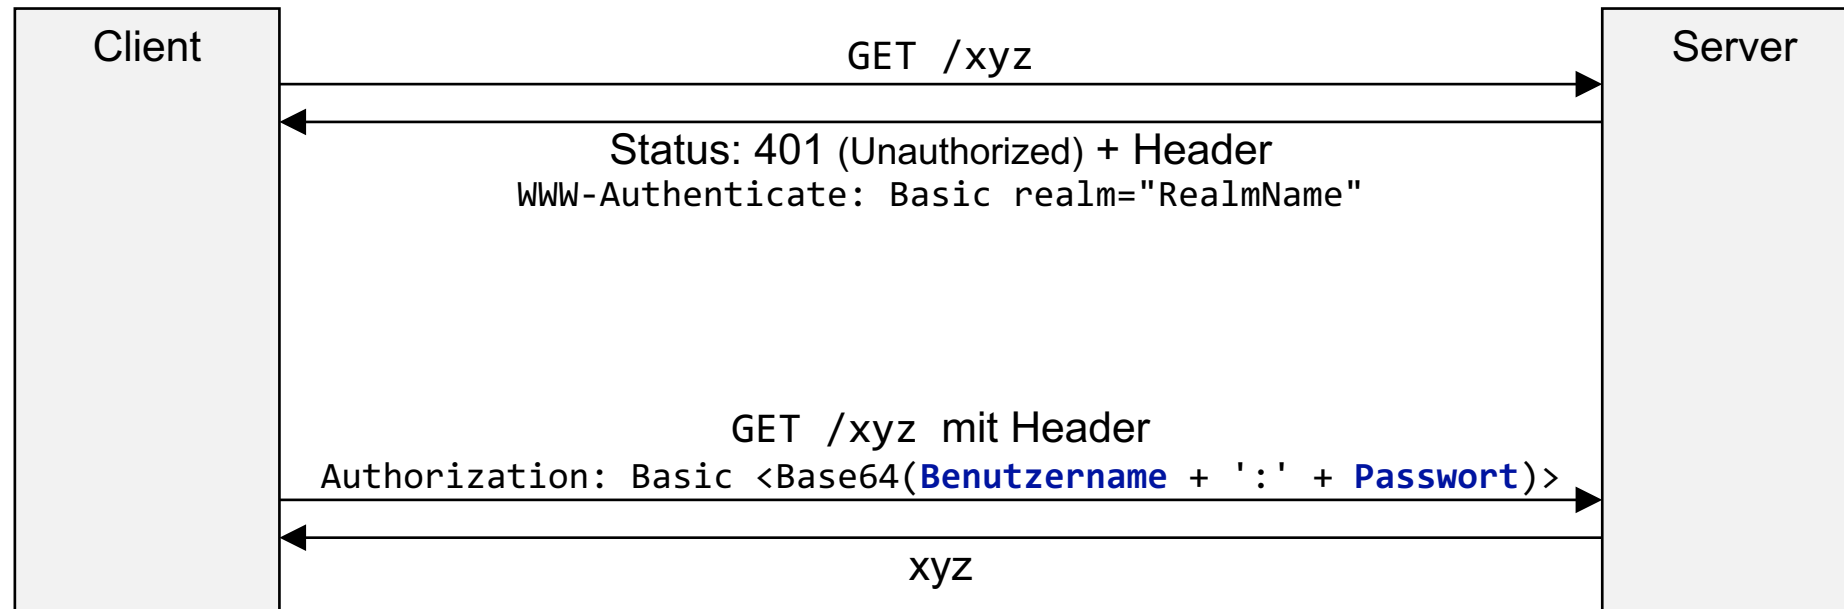 Client
Server
GET /xyz
Status: 401 (Unauthorized) + Header
WWW-Authenticate: Basic realm="RealmName"
GET /xyz mit Header
Authorization: Basic <Base64(Benutzername + ':' + Passwort)>
xyz